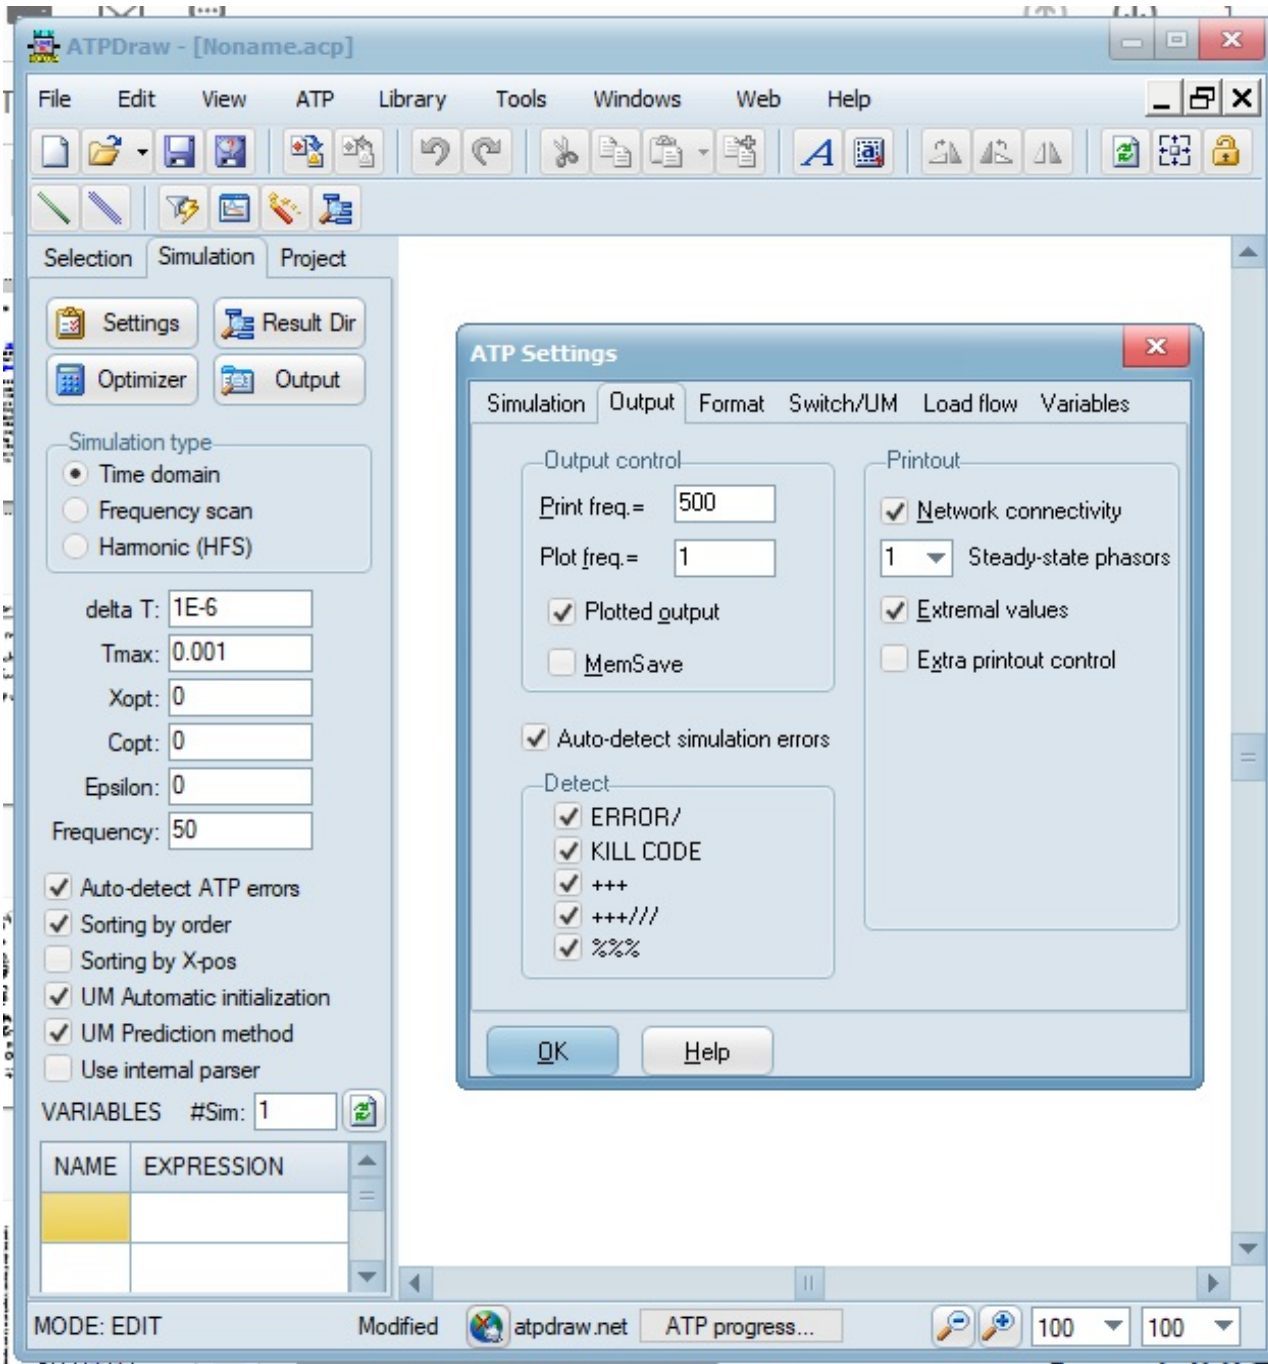 ATPDraw - [Noname.acp]
File Edit View ATP Library Tools Windows Web Help
Selection Simulation Project
Settings Result Dir
Optimizer Output
Simulation type
Time domain
Frequency scan
Harmonic (HFS)
delta T: 1E-6
Tmax: 0.001
Xopt: 0
Copt: 0
Epsilon: 0
Frequency: 50
Auto-detect ATP errors
Sorting by order
Sorting by X-pos
UM Automatic initialization
UM Prediction method
Use internal parser
VARIABLES #Sim: 1
NAME EXPRESSION
ATP Settings
Simulation Output Format Switch/UM Load flow Variables
Output control
Print freq.= 500
Plot freq.= 1
Plotted output
MemSave
Auto-detect simulation errors
Detect
ERROR/
KILL CODE
+++
+++///
%%%
Printout
Network connectivity
1 Steady-state phasors
Extremal values
Extra printout control
OK Help
MODE: EDIT Modified atpdraw.net ATP progress... 100 100